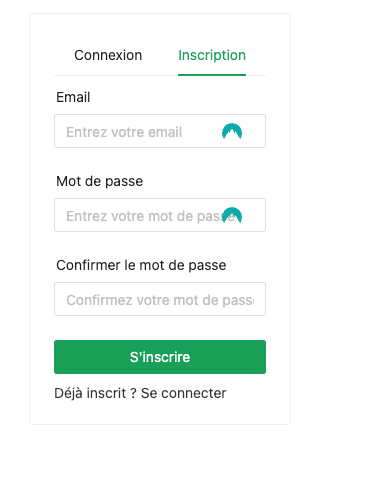 Connexion Inscription
Email
Entrez votre email
Mot de passe
Entrez votre mot de passe
Confirmer le mot de passe
Confirmez votre mot de passe
S'inscrire
Déjà inscrit ? Se connecter